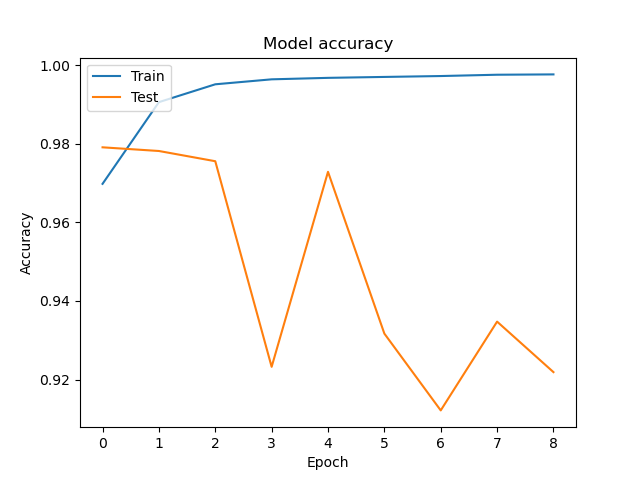 Model accuracy
1.00
Train
Test
0.98
0.96
Accuracy
0.94
0.92
0 1 2 3 4 5 6 7 8
Epoch